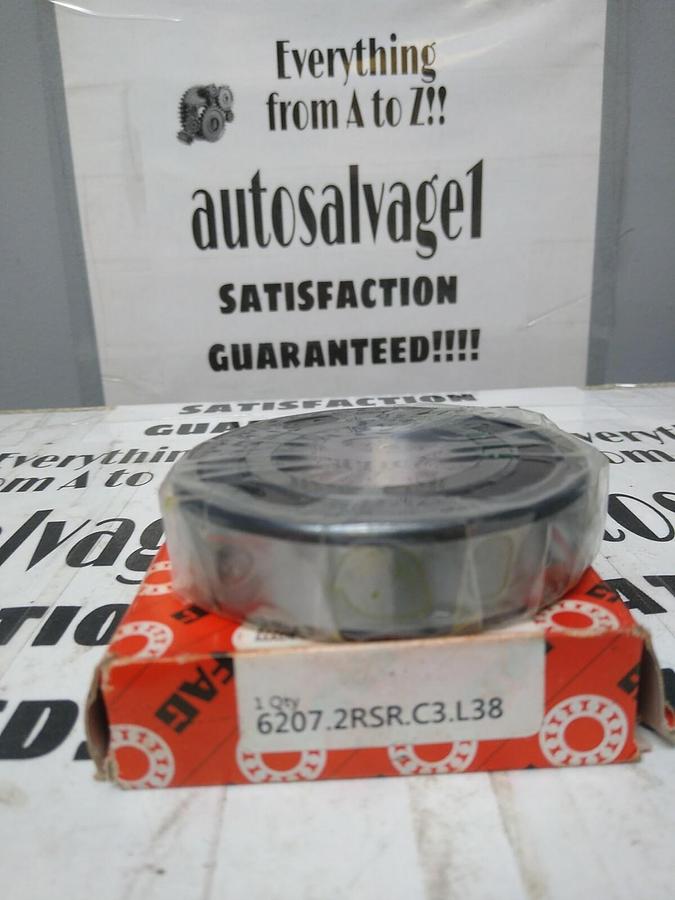 Everything
from A to Z!!
autosalvage1
SATISFACTION
GUARANTEED!!!!
SATISFACTION
FAG
1 Qty
6207.2RSR.C3.L38